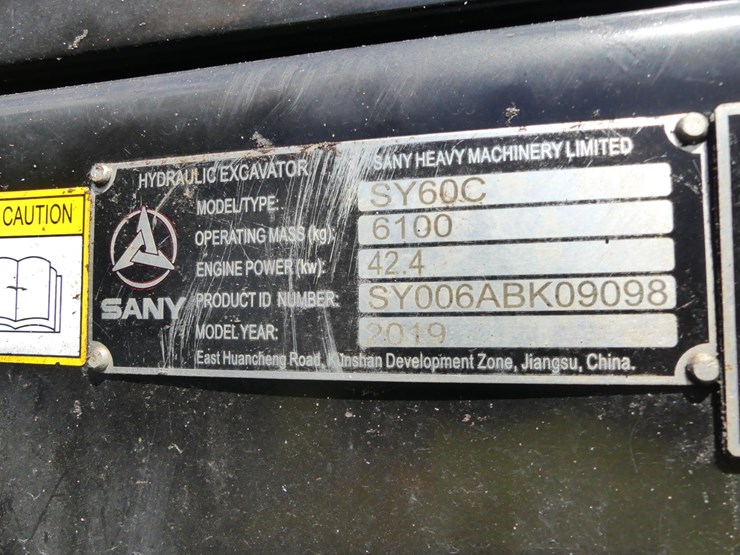 CAUTION
HYDRAULIC EXCAVATOR SANY HEAVY MACHINERY LIMITED
MODEL/TYPE: SY60C
OPERATING MASS (kg): 6100
ENGINE POWER (kw): 42.4
SANY
PRODUCT ID NUMBER: SY006ABK09098
MODEL YEAR: 2019
East Huancheng Road, Kunshan Development Zone, Jiangsu, China.